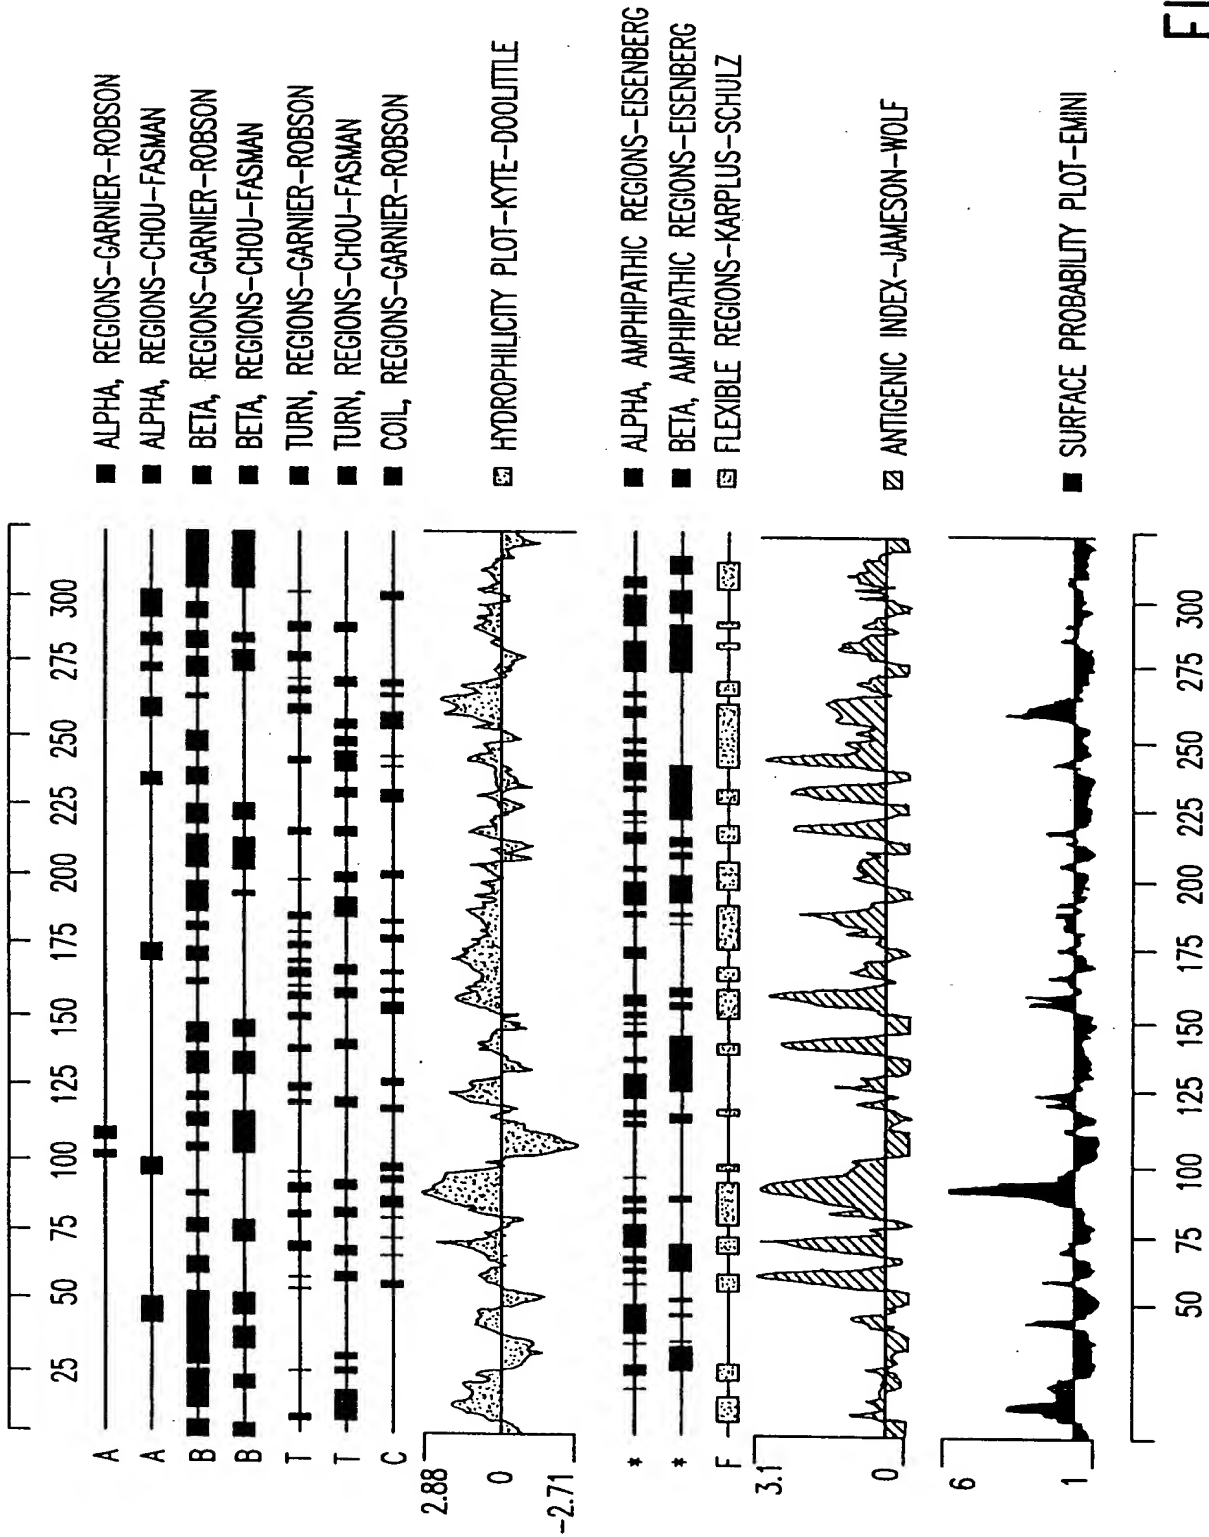 25 50 75 100 125 150 175 200 225 250 275 300
A ALPHA, REGIONS-GARNIER-ROBSON
A ALPHA, REGIONS-CHOU-FASMAN
B BETA, REGIONS-GARNIER-ROBSON
B BETA, REGIONS-CHOU-FASMAN
T TURN, REGIONS-GARNIER-ROBSON
T TURN, REGIONS-CHOU-FASMAN
C COIL, REGIONS-GARNIER-ROBSON
2.88
0 HYDROPHILICITY PLOT-KYTE-DOOLITTLE
-2.71
* ALPHA, AMPHIPATHIC REGIONS-EISENBERG
* BETA, AMPHIPATHIC REGIONS-EISENBERG
F FLEXIBLE REGIONS-KARPLUS-SCHULZ
3.1
0 ANTIGENIC INDEX-JAMESON-WOLF
6
1 SURFACE PROBABILITY PLOT-EMINI
50 75 100 125 150 175 200 225 250 275 300